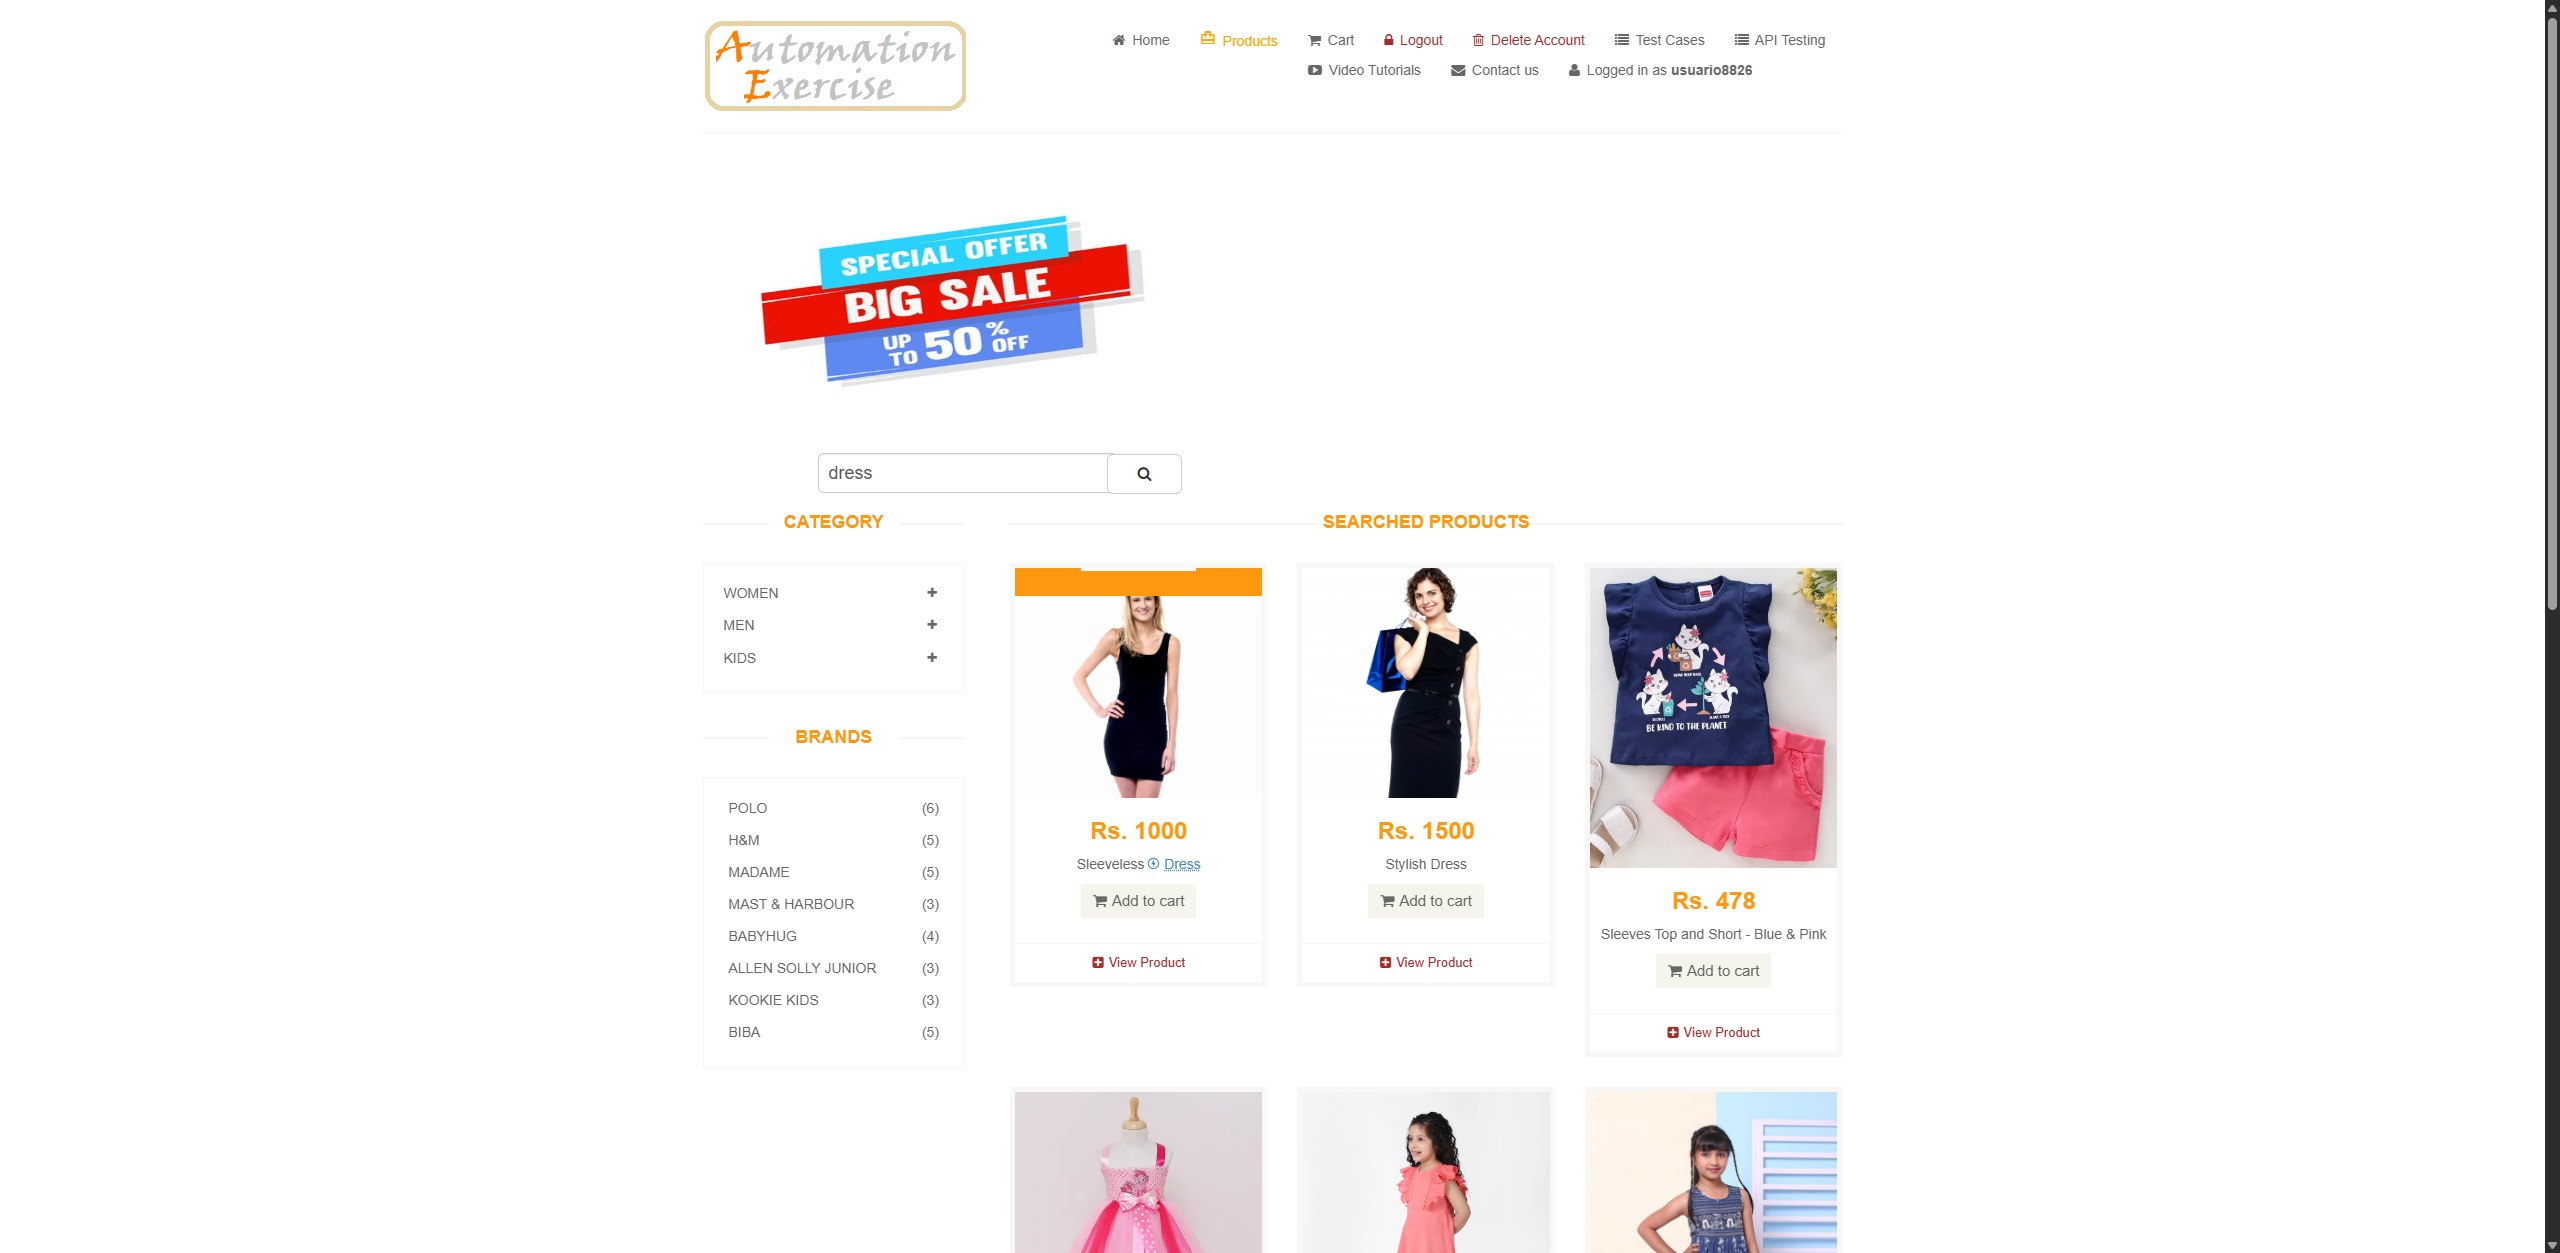 Automation
Exercise
Home
Products
Cart
Logout
Delete Account
Test Cases
API Testing
Video Tutorials
Contact us
Logged in as usuario8826
SPECIAL OFFER
BIG SALE
UP TO 50% OFF
dress
CATEGORY
WOMEN
MEN
KIDS
BRANDS
POLO (6)
H&M (5)
MADAME (5)
MAST & HARBOUR (3)
BABYHUG (4)
ALLEN SOLLY JUNIOR (3)
KOOKIE KIDS (3)
BIBA (5)
SEARCHED PRODUCTS
Rs. 1000
Sleeveless Dress
Add to cart
View Product
Rs. 1500
Stylish Dress
Add to cart
View Product
BE KIND TO THE PLANET
Rs. 478
Sleeves Top and Short - Blue & Pink
Add to cart
View Product